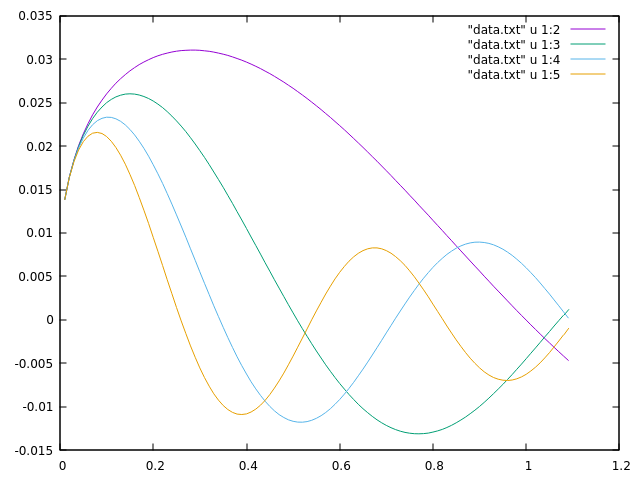 0.035
"data.txt" u 1:2
"data.txt" u 1:3
"data.txt" u 1:4
"data.txt" u 1:5
0.03
0.025
0.02
0.015
0.01
0.005
0
-0.005
-0.01
-0.015
0 0.2 0.4 0.6 0.8 1 1.2